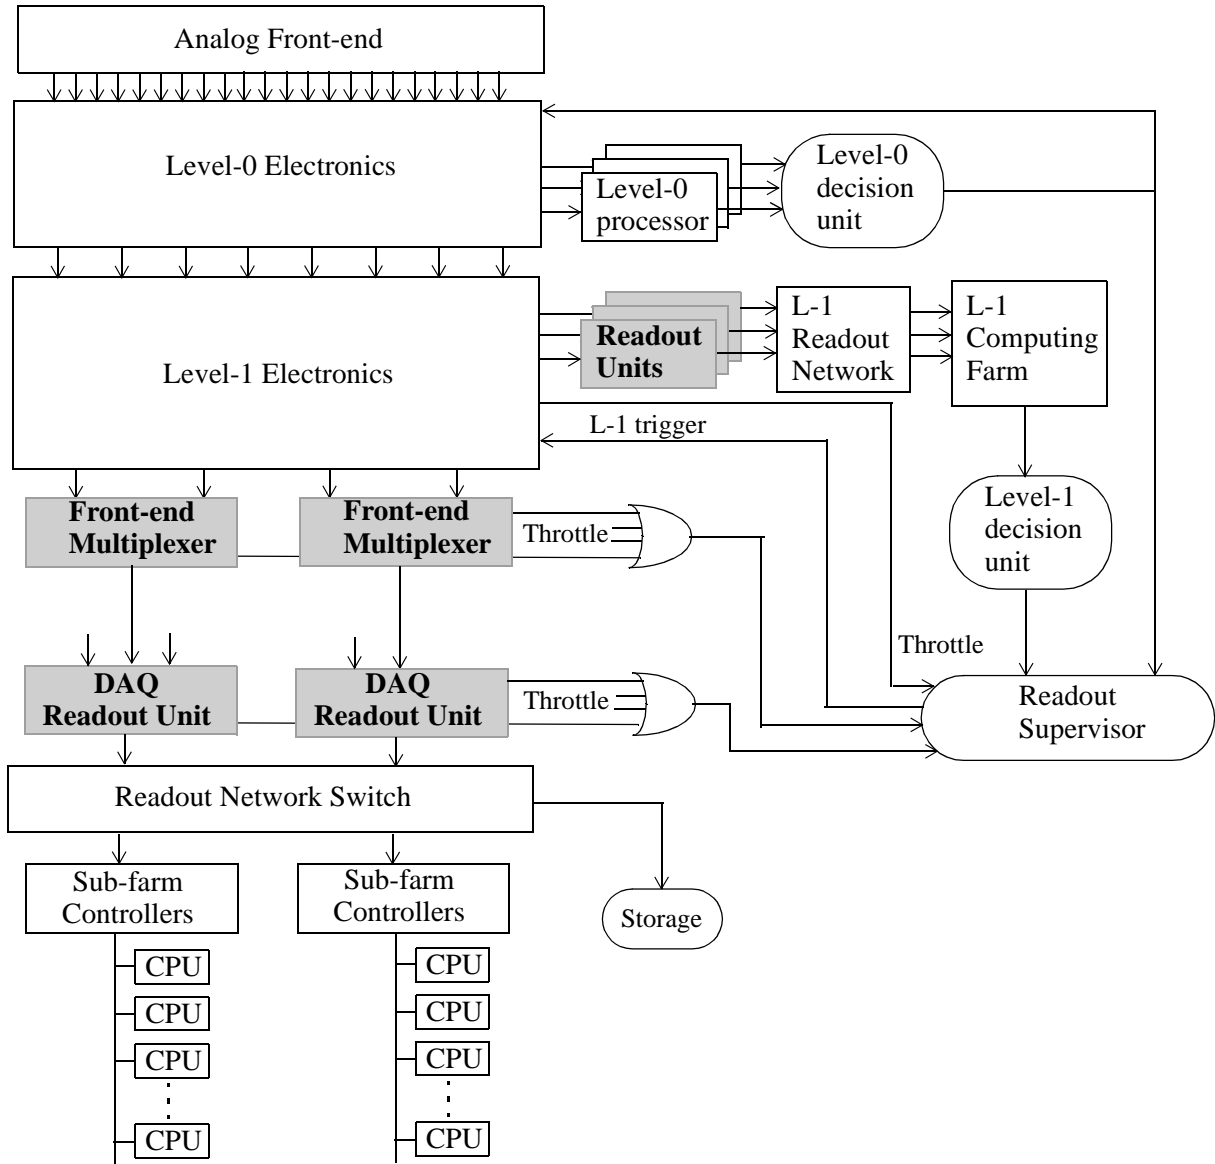 Analog Front-end
Level-0 Electronics
Level-0
processor
Level-0
decision
unit
Level-1 Electronics
Readout
Units
L-1
Readout
Network
L-1
Computing
Farm
L-1 trigger
Level-1
decision
unit
Front-end
Multiplexer
Front-end
Multiplexer
Throttle
Throttle
DAQ
Readout Unit
DAQ
Readout Unit
Throttle
Readout
Supervisor
Readout Network Switch
Sub-farm
Controllers
Sub-farm
Controllers
Storage
CPU
CPU
CPU
CPU
CPU
CPU
CPU
CPU